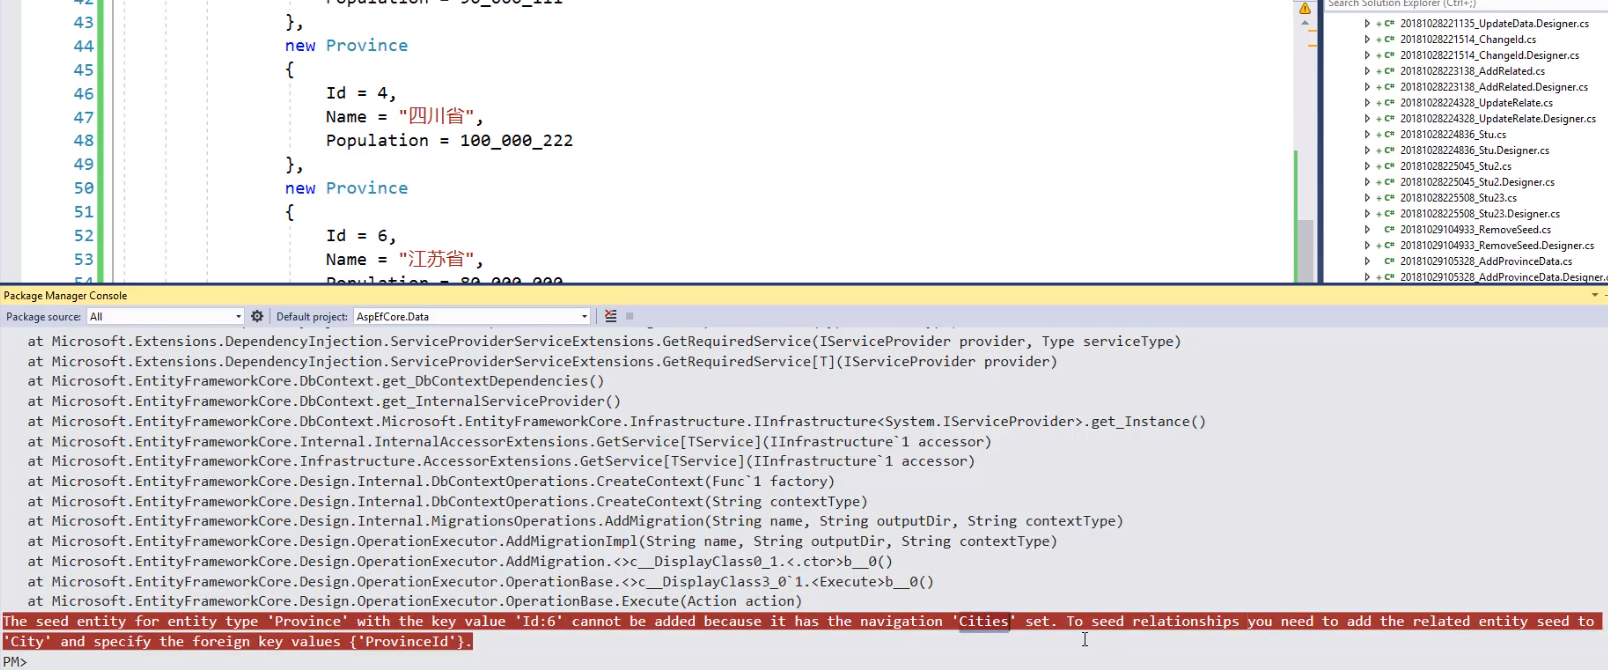 42 Population = 90_000_111
43 },
44 new Province
45 {
46 Id = 4,
47 Name = "四川省",
48 Population = 100_000_222
49 },
50 new Province
51 {
52 Id = 6,
53 Name = "江苏省",
54 Population = 80_000_000
Search Solution Explorer (Ctrl+;)
+ C# 20181028221135_UpdateData.Designer.cs
+ C# 20181028221514_ChangeId.cs
+ C# 20181028221514_ChangeId.Designer.cs
+ C# 20181028223138_AddRelated.cs
+ C# 20181028223138_AddRelated.Designer.cs
+ C# 20181028224328_UpdateRelate.cs
+ C# 20181028224328_UpdateRelate.Designer.cs
+ C# 20181028224836_Stu.cs
+ C# 20181028224836_Stu.Designer.cs
+ C# 20181028225045_Stu2.cs
+ C# 20181028225045_Stu2.Designer.cs
+ C# 20181028225508_Stu23.cs
+ C# 20181028225508_Stu23.Designer.cs
C# 20181029104933_RemoveSeed.cs
+ C# 20181029104933_RemoveSeed.Designer.cs
C# 20181029105328_AddProvinceData.cs
+ C# 20181029105328_AddProvinceData.Designer.
Package Manager Console
Package source: All Default project: AspEfCore.Data
at Microsoft.Extensions.DependencyInjection.ServiceProviderServiceExtensions.GetRequiredService(IServiceProvider provider, Type serviceType)
at Microsoft.Extensions.DependencyInjection.ServiceProviderServiceExtensions.GetRequiredService[T](IServiceProvider provider)
at Microsoft.EntityFrameworkCore.DbContext.get_DbContextDependencies()
at Microsoft.EntityFrameworkCore.DbContext.get_InternalServiceProvider()
at Microsoft.EntityFrameworkCore.DbContext.Microsoft.EntityFrameworkCore.Infrastructure.IInfrastructure<System.IServiceProvider>.get_Instance()
at Microsoft.EntityFrameworkCore.Internal.InternalAccessorExtensions.GetService[TService](IInfrastructure`1 accessor)
at Microsoft.EntityFrameworkCore.Infrastructure.AccessorExtensions.GetService[TService](IInfrastructure`1 accessor)
at Microsoft.EntityFrameworkCore.Design.Internal.DbContextOperations.CreateContext(Func`1 factory)
at Microsoft.EntityFrameworkCore.Design.Internal.DbContextOperations.CreateContext(String contextType)
at Microsoft.EntityFrameworkCore.Design.Internal.MigrationsOperations.AddMigration(String name, String outputDir, String contextType)
at Microsoft.EntityFrameworkCore.Design.OperationExecutor.AddMigrationImpl(String name, String outputDir, String contextType)
at Microsoft.EntityFrameworkCore.Design.OperationExecutor.AddMigration.<>c__DisplayClass0_1.<.ctor>b__0()
at Microsoft.EntityFrameworkCore.Design.OperationExecutor.OperationBase.<>c__DisplayClass3_0`1.<Execute>b__0()
at Microsoft.EntityFrameworkCore.Design.OperationExecutor.OperationBase.Execute(Action action)
The seed entity for entity type 'Province' with the key value 'Id:6' cannot be added because it has the navigation 'Cities' set. To seed relationships you need to add the related entity seed to
'City' and specify the foreign key values {'ProvinceId'}.
PM>